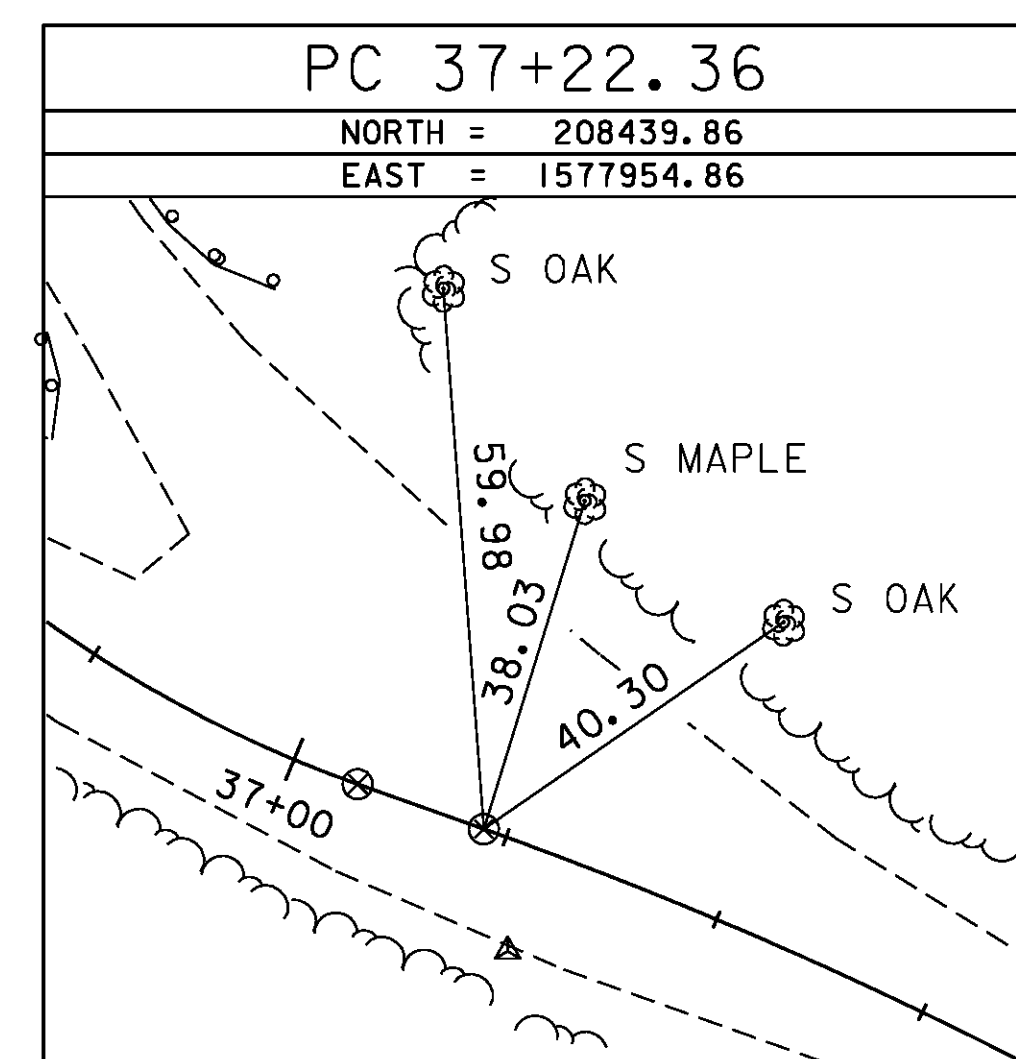 PC 37+22.36
NORTH = 208439.86
EAST = 1577954.86
S OAK
59.98
S MAPLE
38.03
S OAK
40.30
37+00